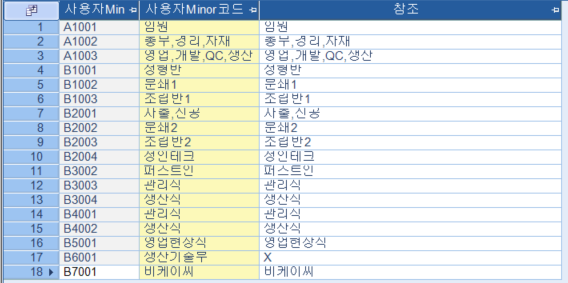 사용자Min 사용자Minor코드 참조
1 A1001 임원 임원
2 A1002 총무,경리,자재 총무,경리,자재
3 A1003 영업,개발,QC,생산 영업,개발,QC,생산
4 B1001 성형반 성형반
5 B1002 문쇄1 문쇄1
6 B1003 조립반1 조립반1
7 B2001 사출,신공 사출,신공
8 B2002 문쇄2 문쇄2
9 B2003 조립반2 조립반2
10 B2004 성인테크 성인테크
11 B3002 퍼스트인 퍼스트인
12 B3003 관리식 관리식
13 B3004 생산식 생산식
14 B4001 관리식 관리식
15 B4002 생산식 생산식
16 B5001 영업현상식 영업현상식
17 B6001 생산기술부 X
18 B7001 비케이씨 비케이씨